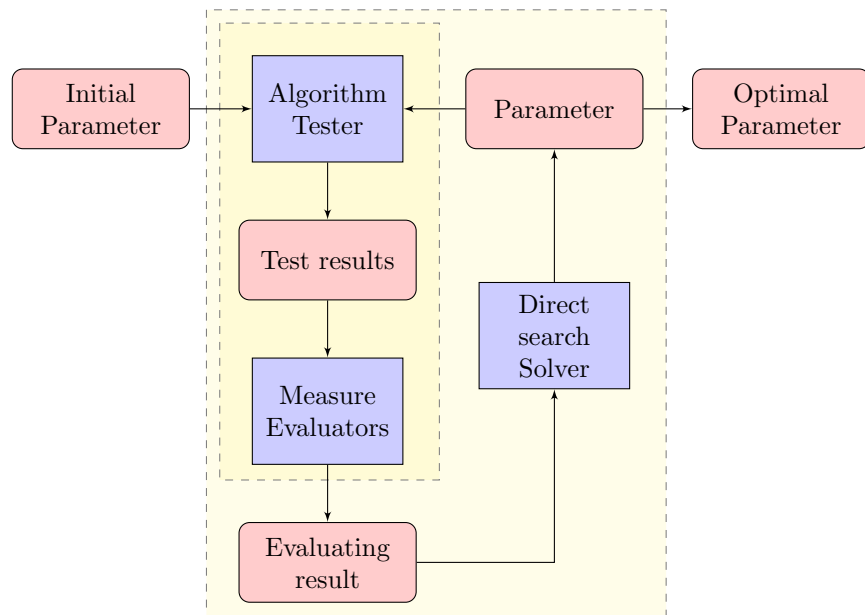 Initial
Parameter
Algorithm
Tester
Parameter
Optimal
Parameter
Test results
Direct
search
Solver
Measure
Evaluators
Evaluating
result